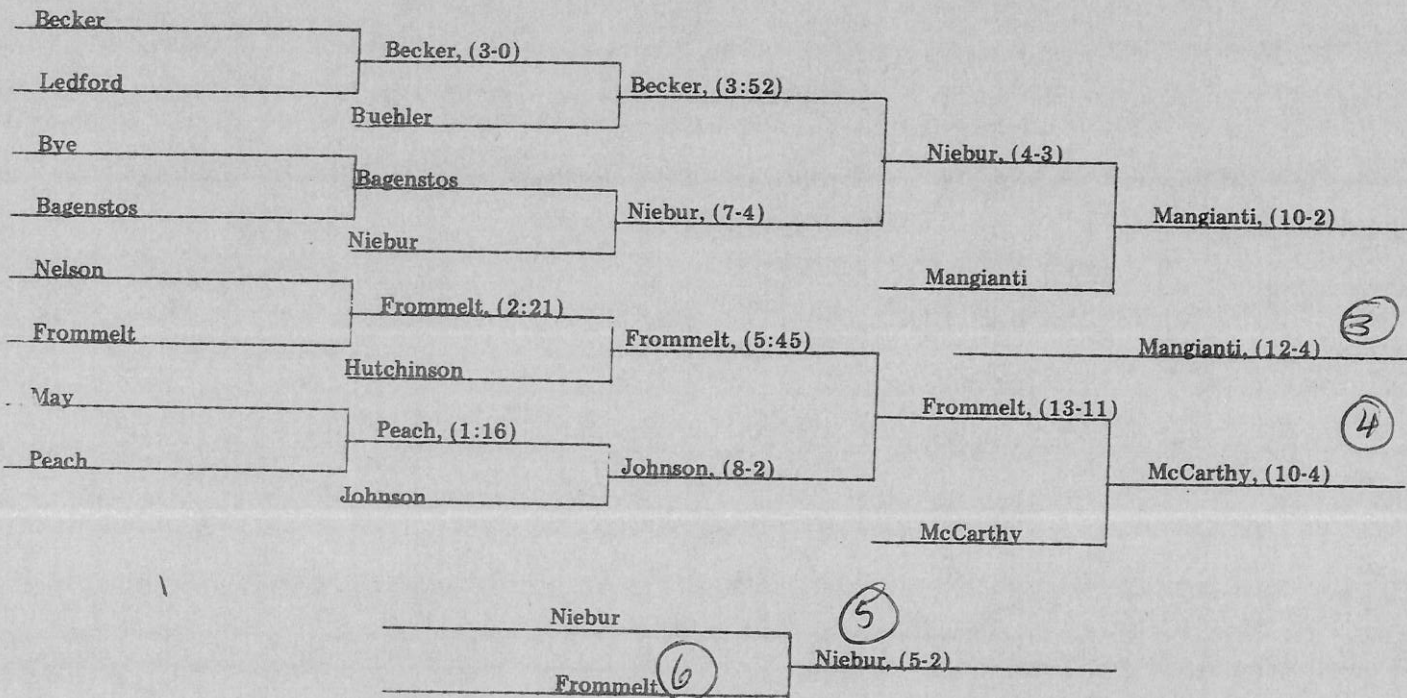 Becker
Becker, (3-0)
Ledford
Becker, (3:52)
Buehler
Bye
Niebur, (4-3)
Bagenstos
Bagenstos
Niebur, (7-4)
Mangianti, (10-2)
Niebur
Nelson
Mangianti
Frommelt, (2:21)
3
Frommelt
Frommelt, (5:45)
Mangianti, (12-4)
Hutchinson
May
Frommelt, (13-11)
4
Peach, (1:16)
Peach
Johnson, (8-2)
McCarthy, (10-4)
Johnson
McCarthy
Niebur
5
Niebur, (5-2)
Frommelt
6